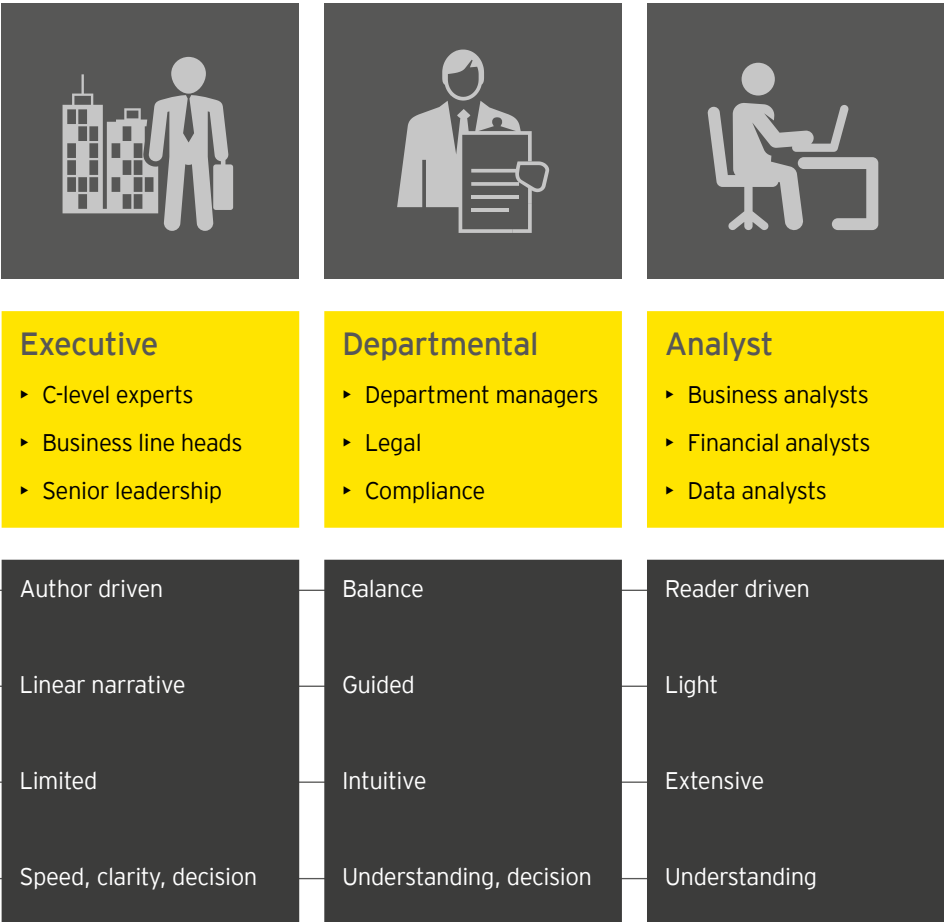 Executive
‣ C-level experts
‣ Business line heads
‣ Senior leadership
Departmental
‣ Department managers
‣ Legal
‣ Compliance
Analyst
‣ Business analysts
‣ Financial analysts
‣ Data analysts
Author driven
Balance
Reader driven
Linear narrative
Guided
Light
Limited
Intuitive
Extensive
Speed, clarity, decision
Understanding, decision
Understanding